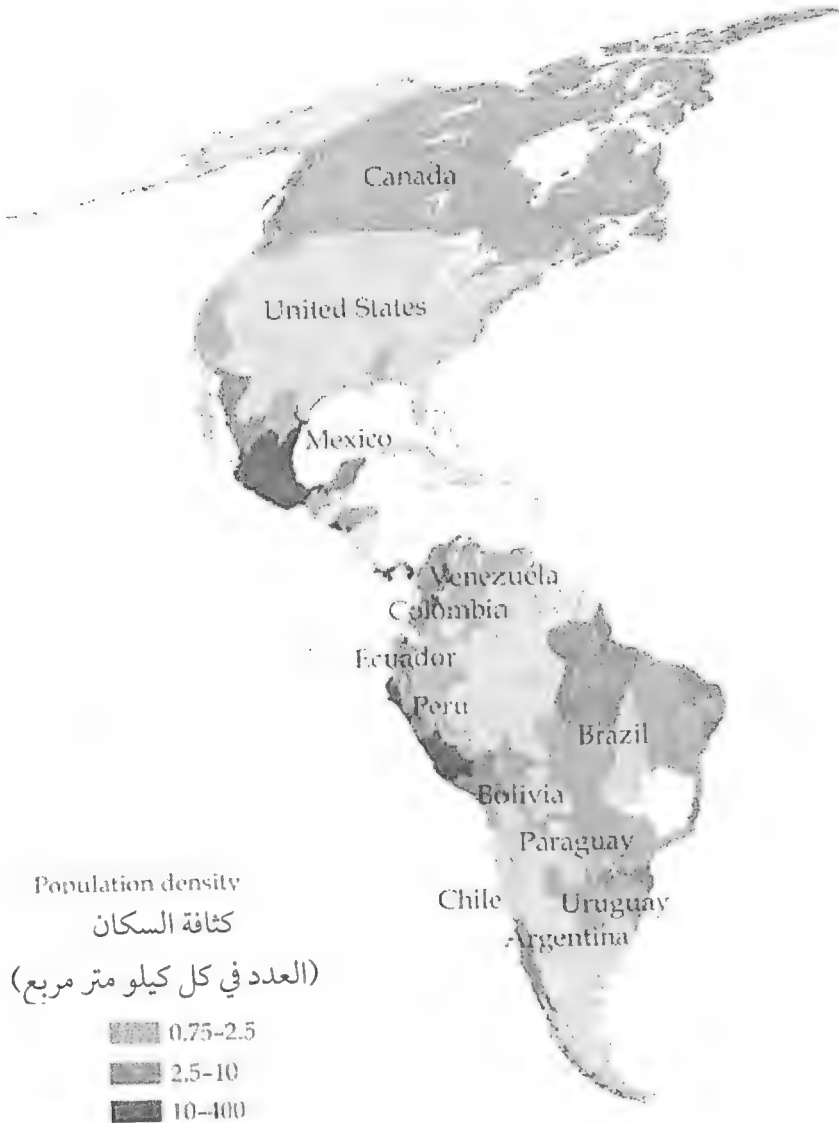 Canada
United States
Mexico
Venezuela
Colombia
Ecuador
Peru
Brazil
Bolivia
Paraguay
Chile
Uruguay
Argentina
Population density
كثافة السكان
(العدد في كل كيلو متر مربع)
0.75–2.5
2.5–10
10–400